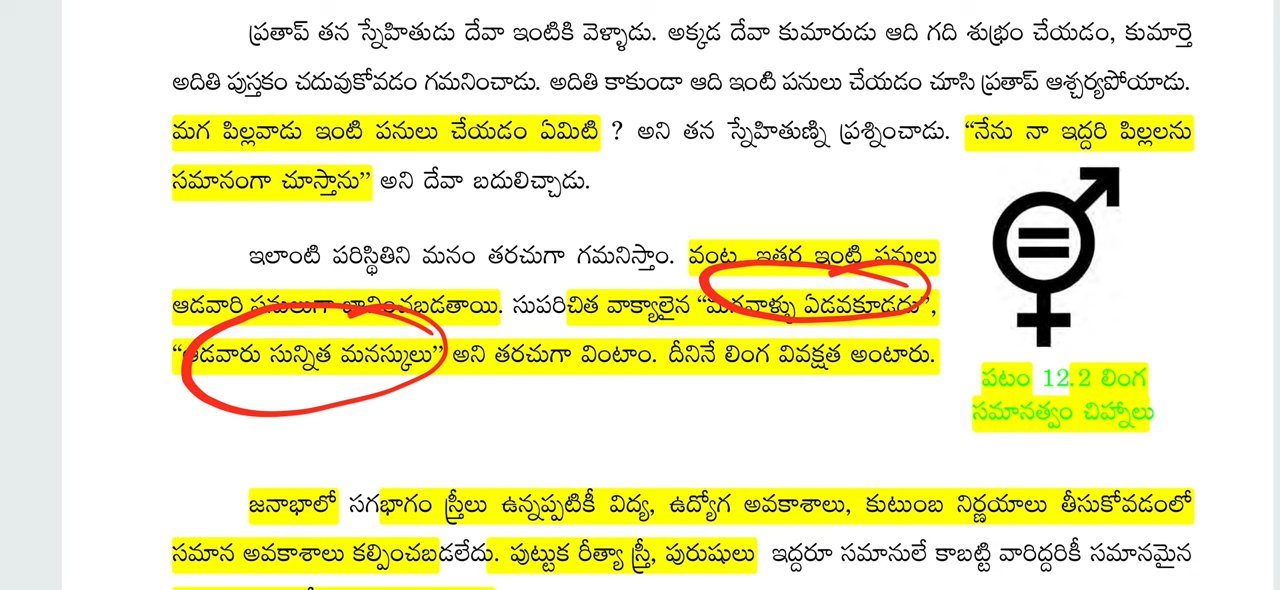 ప్రతాప్ తన స్నేహితుడు దేవా ఇంటికి వెళ్ళాడు. అక్కడ దేవా కుమారుడు ఆది గది శుభ్రం చేయడం, కుమార్తె
అదితి పుస్తకం చదువుకోవడం గమనించాడు. అదితి కాకుండా ఆది ఇంటి పనులు చేయడం చూసి ప్రతాప్ ఆశ్చర్యపోయాడు.
మగ పిల్లవాడు ఇంటి పనులు చేయడం ఏమిటి ? అని తన స్నేహితుణ్ని ప్రశ్నించాడు. “నేను నా ఇద్దరి పిల్లలను
సమానంగా చూస్తాను” అని దేవా బదులిచ్చాడు.
ఇలాంటి పరిస్థితిని మనం తరచుగా గమనిస్తాం. వంట, ఇతర ఇంటి పనులు
ఆడవారి పనులుగా భావించబడతాయి. సుపరిచిత వాక్యాలైన “మగవాళ్ళు ఏడవకూడదు”,
“ఆడవారు సున్నిత మనస్కులు” అని తరచుగా వింటాం. దీనినే లింగ వివక్షత అంటారు.
పటం 12.2 లింగ
సమానత్వం చిహ్నాలు
జనాభాలో సగభాగం స్త్రీలు ఉన్నప్పటికీ విద్య, ఉద్యోగ అవకాశాలు, కుటుంబ నిర్ణయాలు తీసుకోవడంలో
సమాన అవకాశాలు కల్పించబడలేదు. పుట్టుక రీత్యా స్త్రీ, పురుషులు ఇద్దరూ సమానులే కాబట్టి వారిద్దరికీ సమానమైన